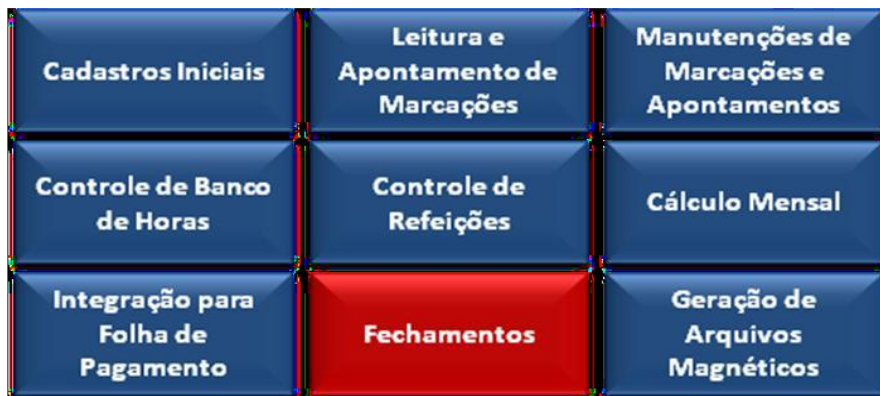 Cadastros Iniciais
Leitura e
Apontamento de
Marcações
Manutenções de
Marcações e
Apontamentos
Controle de Banco
de Horas
Controle de
Refeições
Cálculo Mensal
Integração para
Folha de
Pagamento
Fechamentos
Geração de
Arquivos
Magnéticos